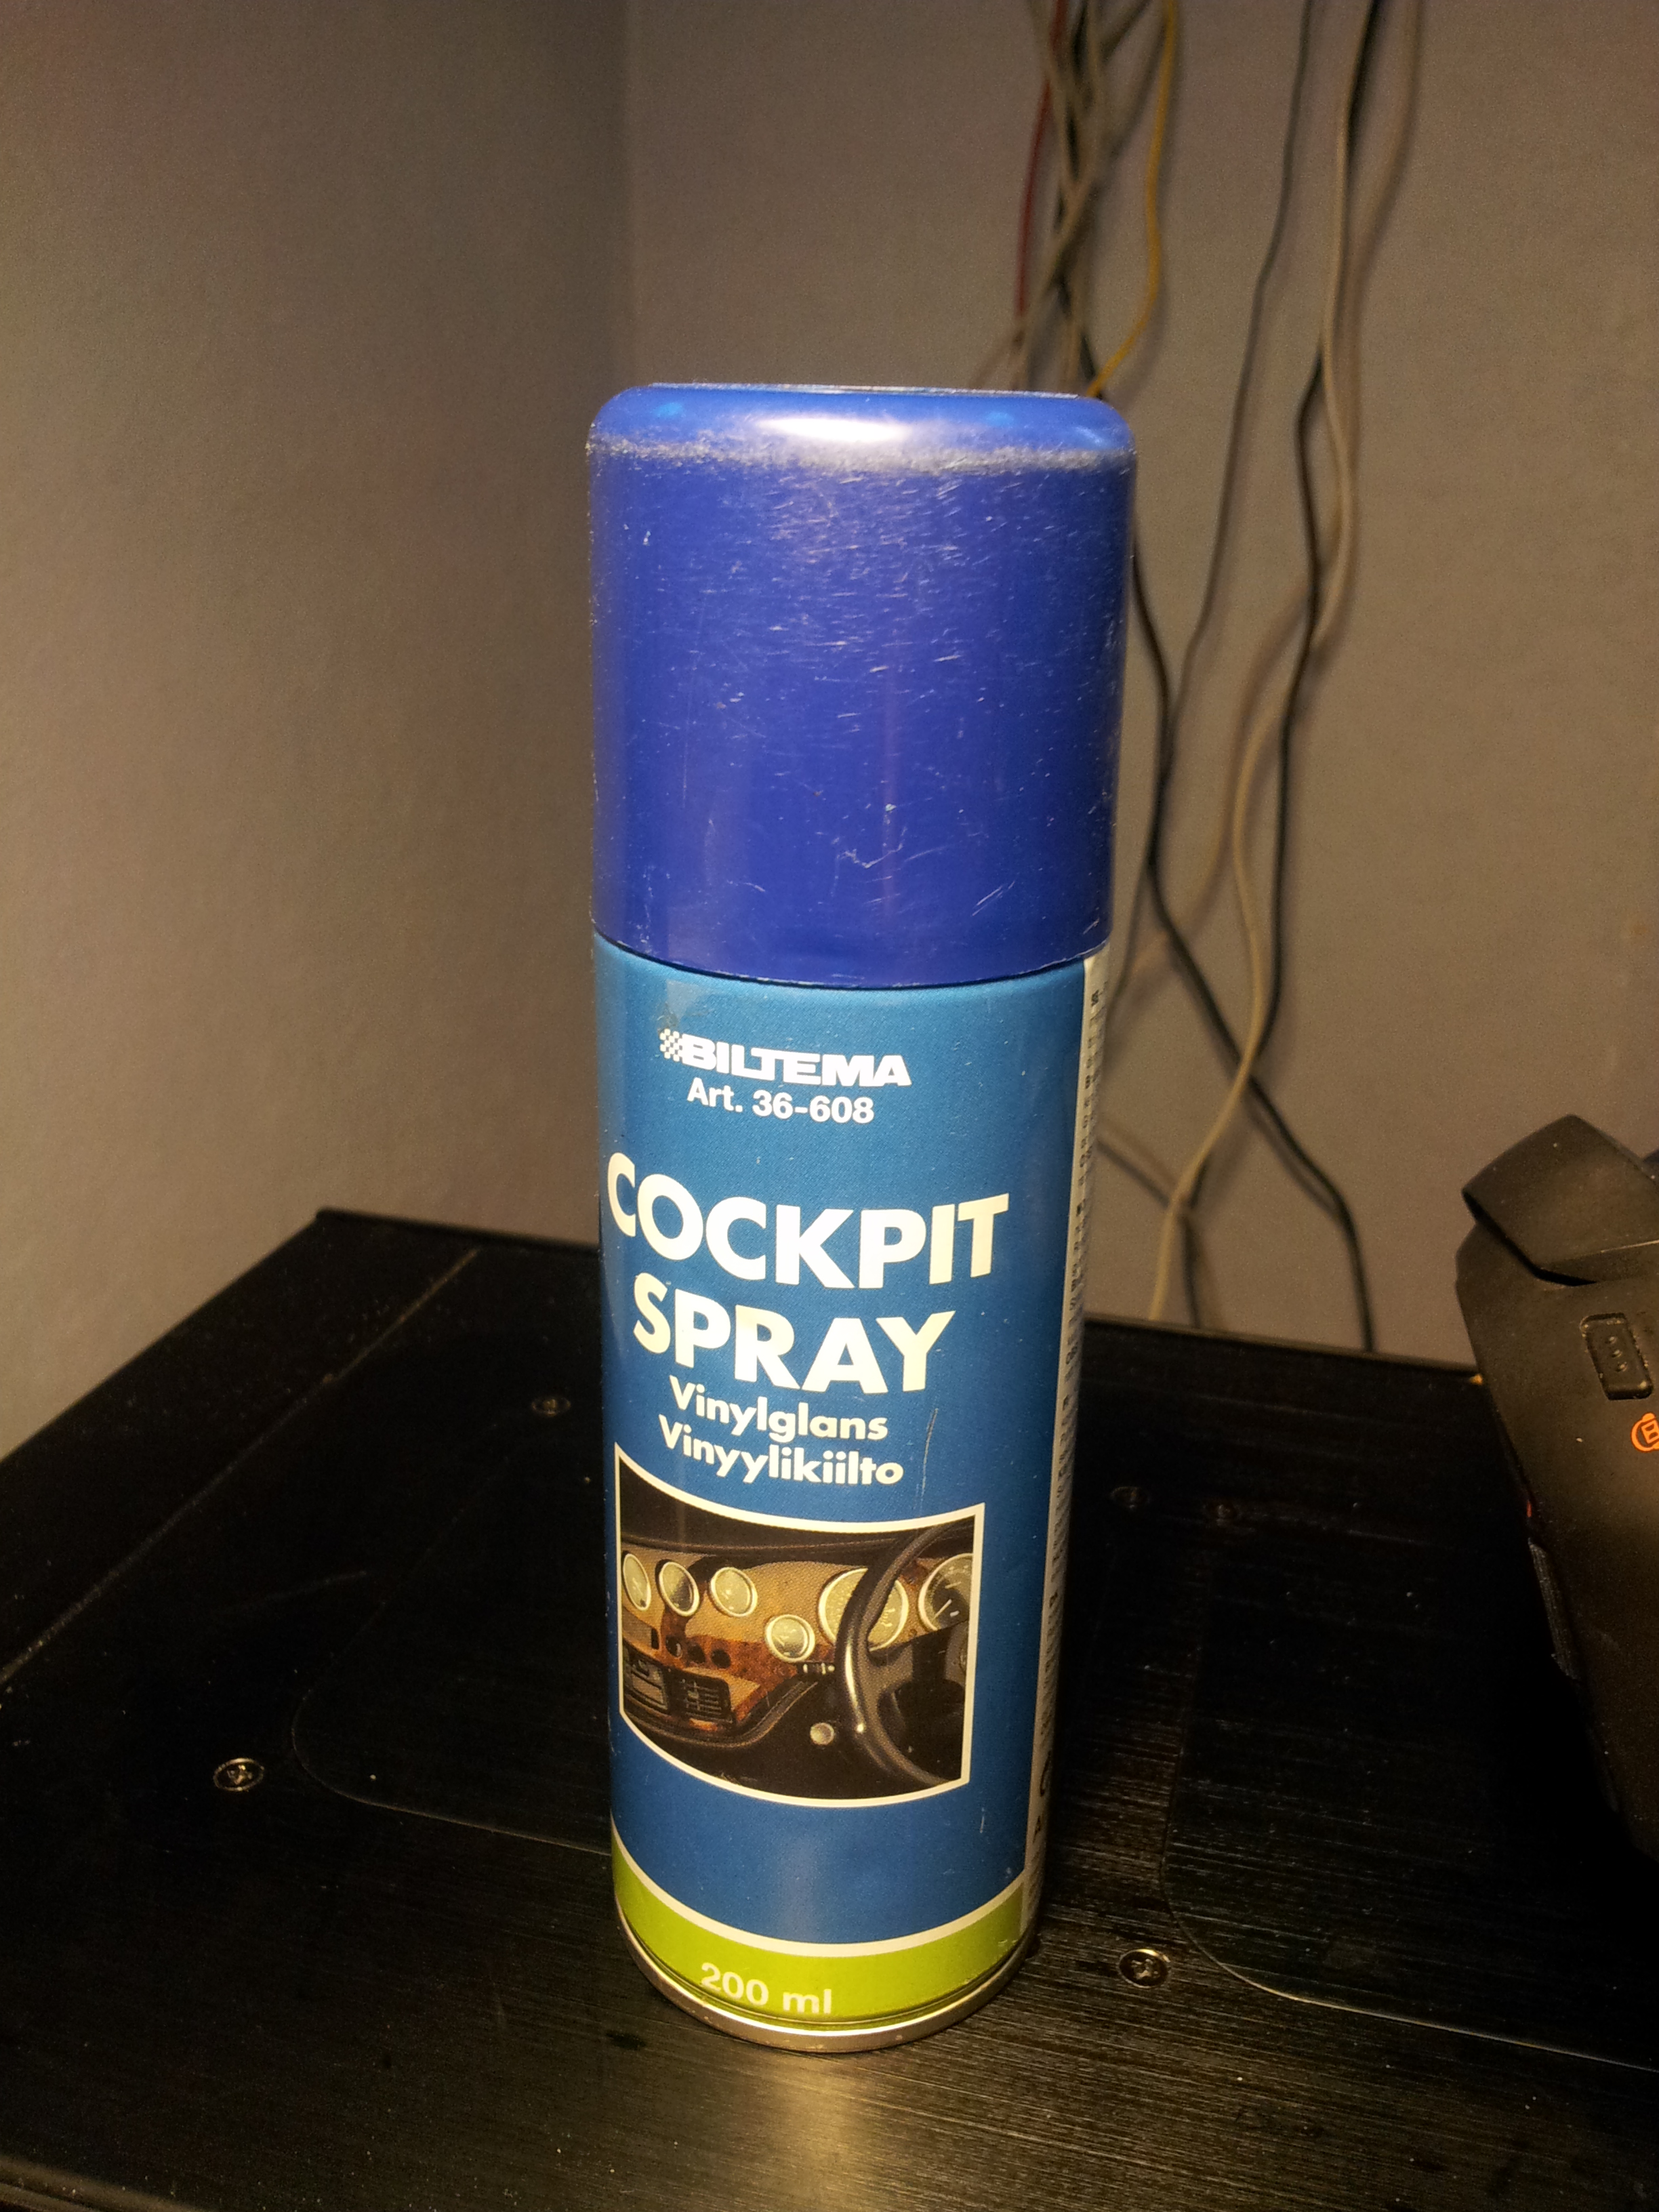 BILTEMA
Art. 36-608
COCKPIT
SPRAY
Vinylglans
Vinyylikiilto
200 ml